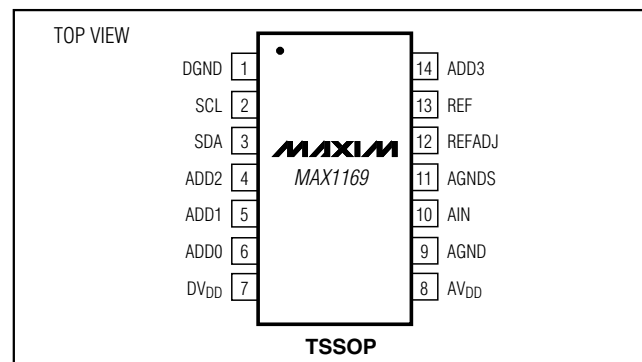 TOP VIEW
DGND 1
SCL 2
SDA 3
ADD2 4
ADD1 5
ADD0 6
DVDD 7
MAXIM
MAX1169
14 ADD3
13 REF
12 REFADJ
11 AGNDS
10 AIN
9 AGND
8 AVDD
TSSOP